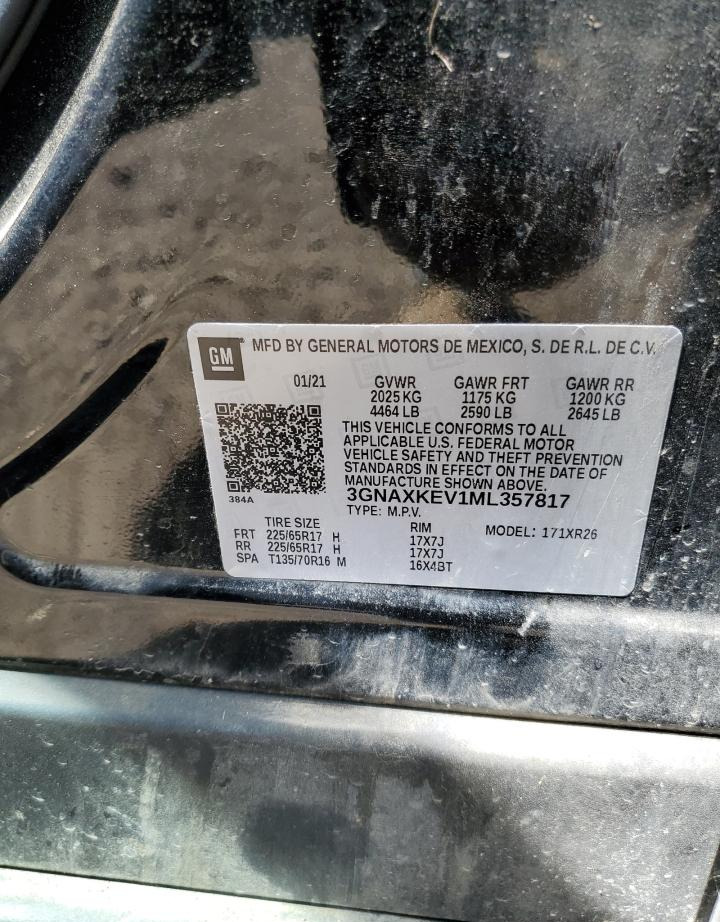 GM MFD BY GENERAL MOTORS DE MEXICO, S. DE R.L. DE C.V.
01/21 GVWR GAWR FRT GAWR RR
2025 KG 1175 KG 1200 KG
4464 LB 2590 LB 2645 LB
THIS VEHICLE CONFORMS TO ALL
APPLICABLE U.S. FEDERAL MOTOR
VEHICLE SAFETY AND THEFT PREVENTION
STANDARDS IN EFFECT ON THE DATE OF
MANUFACTURE SHOWN ABOVE.
384A
3GNAXKEV1ML357817
TYPE: M.P.V.
TIRE SIZE RIM MODEL: 171XR26
FRT 225/65R17 H 17X7J
RR 225/65R17 H 17X7J
SPA T135/70R16 M 16X4BT